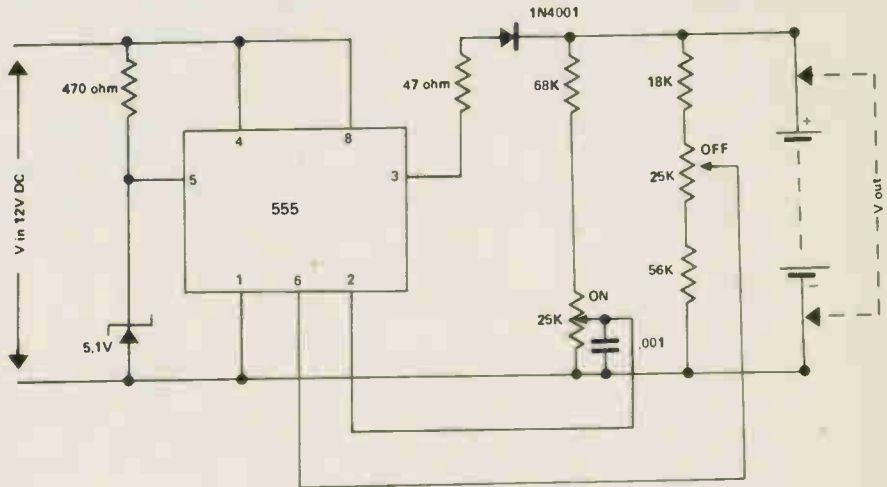 1N4001
470 ohm
47 ohm
68K
18K
4
8
OFF
5
3
25K
V in 12V DC
555
V out
+
1
6
2
56K
ON
25K
5.1V
.001
-